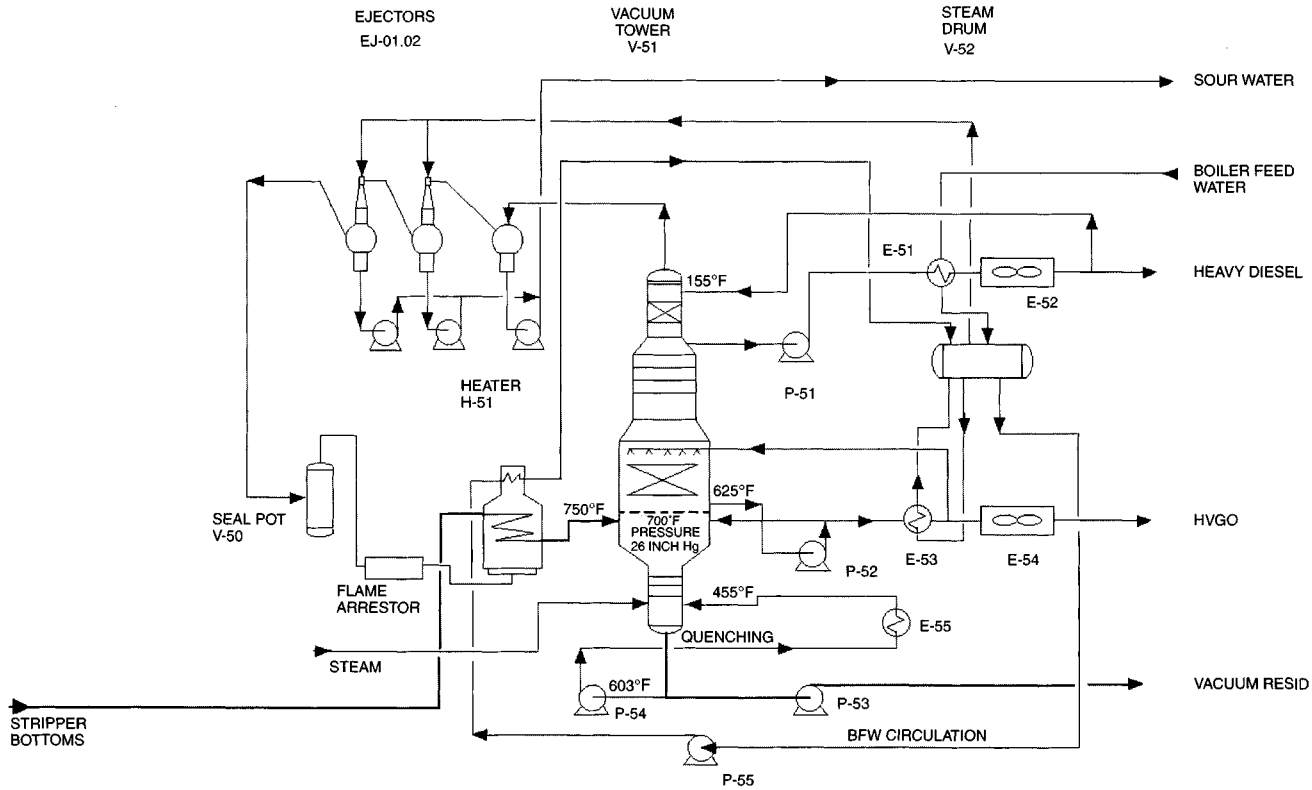 EJECTORS
EJ-01.02
VACUUM
TOWER
V-51
STEAM
DRUM
V-52
SOUR WATER
BOILER FEED
WATER
E-51
HEAVY DIESEL
155°F
E-52
HEATER
H-51
P-51
750°F
625°F
700°F
PRESSURE
26 INCH Hg
SEAL POT
V-50
HVGO
P-52
E-53
E-54
FLAME
ARRESTOR
455°F
E-55
QUENCHING
STEAM
603°F
P-54
P-53
VACUUM RESID
STRIPPER
BOTTOMS
BFW CIRCULATION
P-55